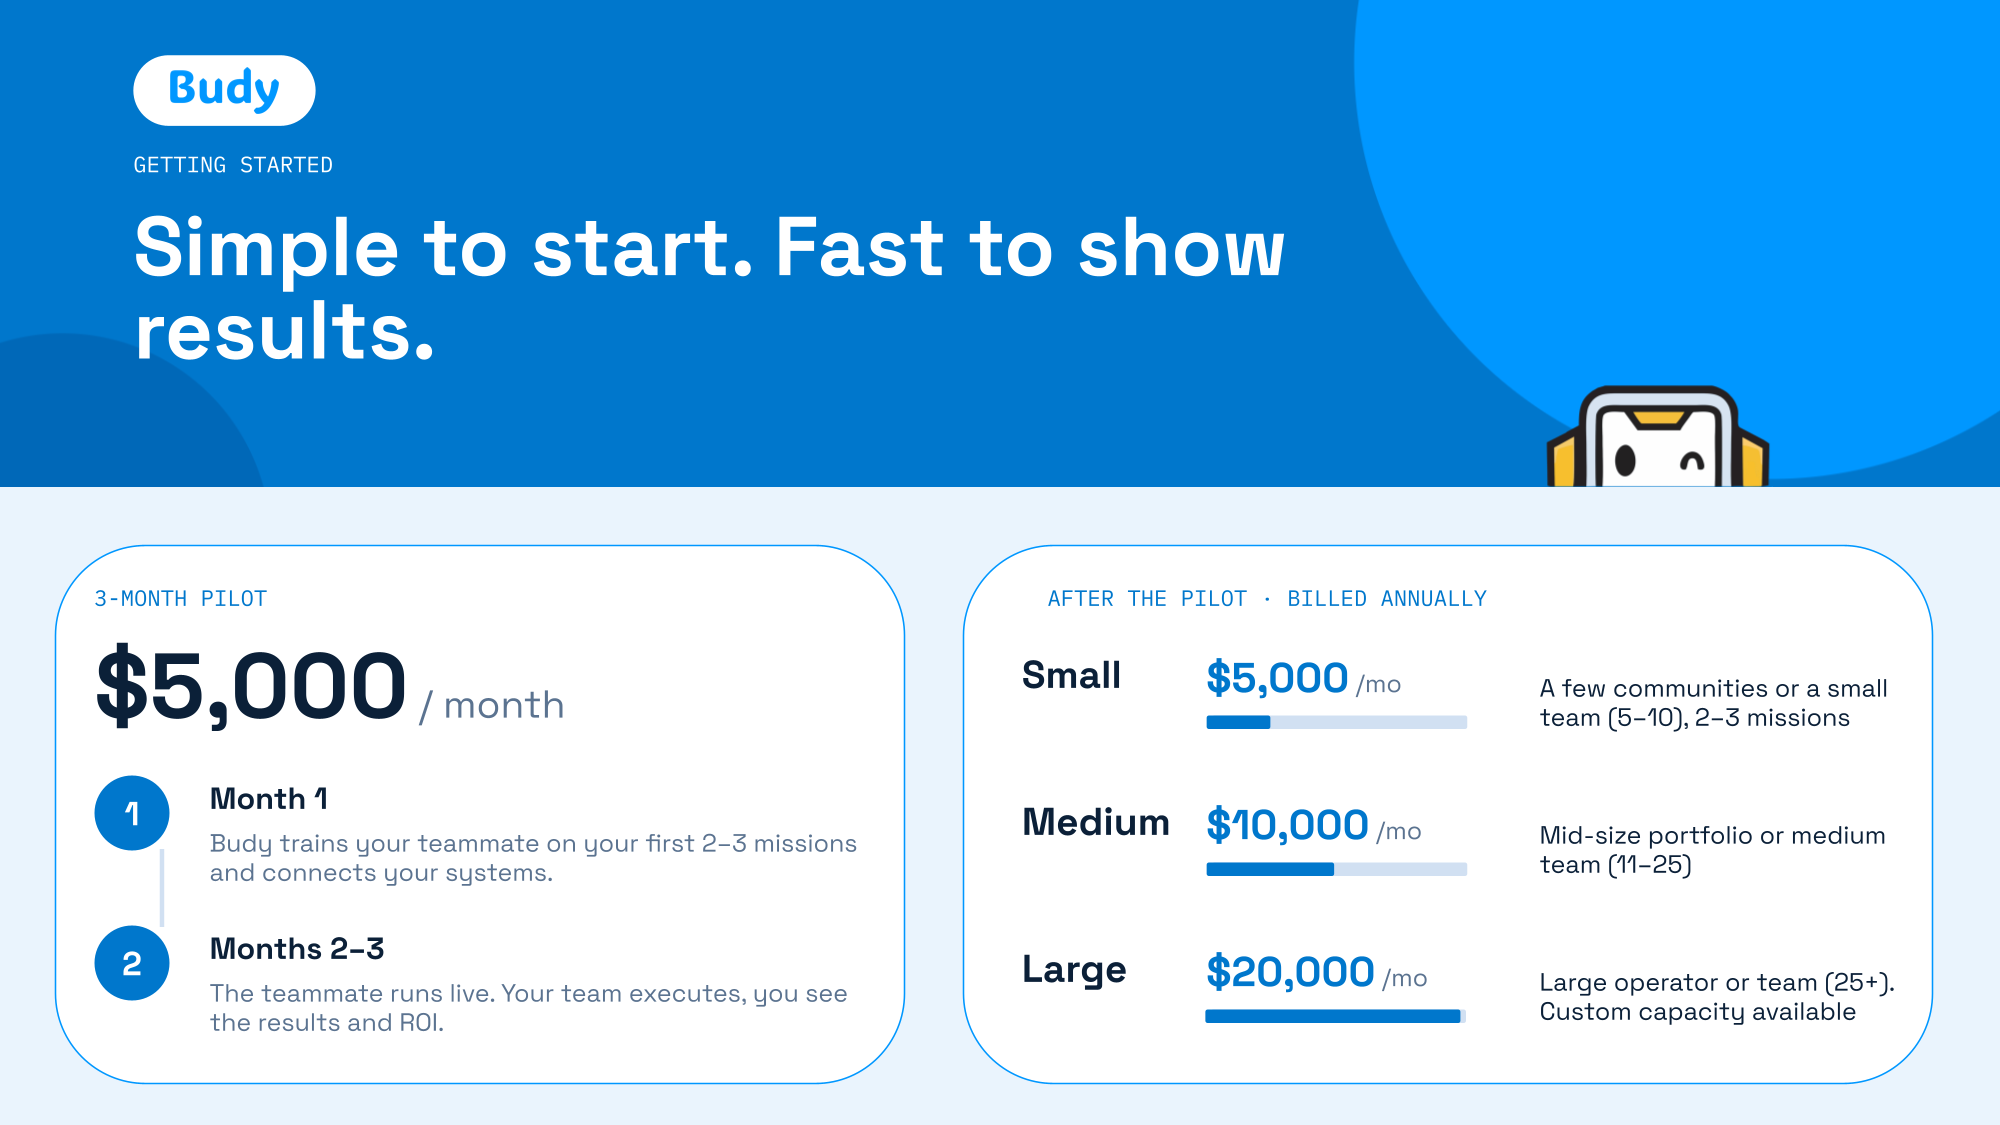 Budy
GETTING STARTED
Simple to start. Fast to show
results.
3-MONTH PILOT
$5,000 / month
1
Month 1
Budy trains your teammate on your first 2–3 missions
and connects your systems.
2
Months 2–3
The teammate runs live. Your team executes, you see
the results and ROI.
AFTER THE PILOT · BILLED ANNUALLY
Small
$5,000 /mo
A few communities or a small
team (5–10), 2–3 missions
Medium
$10,000 /mo
Mid-size portfolio or medium
team (11–25)
Large
$20,000 /mo
Large operator or team (25+).
Custom capacity available